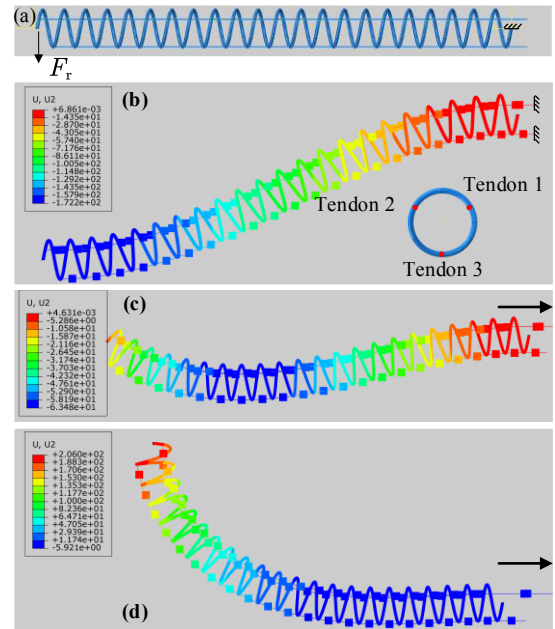 (a)
Fr
(b)
U, U2
+6.861e-03
-1.435e+01
-2.870e+01
-4.305e+01
-5.740e+01
-7.176e+01
-8.611e+01
-1.005e+02
-1.148e+02
-1.292e+02
-1.435e+02
-1.579e+02
-1.722e+02
Tendon 1
Tendon 2
Tendon 3
(c)
U, U2
+4.631e-03
-5.286e+00
-1.058e+01
-1.587e+01
-2.116e+01
-2.645e+01
-3.174e+01
-3.703e+01
-4.232e+01
-4.761e+01
-5.290e+01
-5.819e+01
-6.348e+01
U, U2
+2.060e+02
+1.883e+02
+1.706e+02
+1.530e+02
+1.353e+02
+1.177e+02
+1.000e+02
+8.236e+01
+6.471e+01
+4.705e+01
+2.939e+01
+1.174e+01
-5.921e+00
(d)